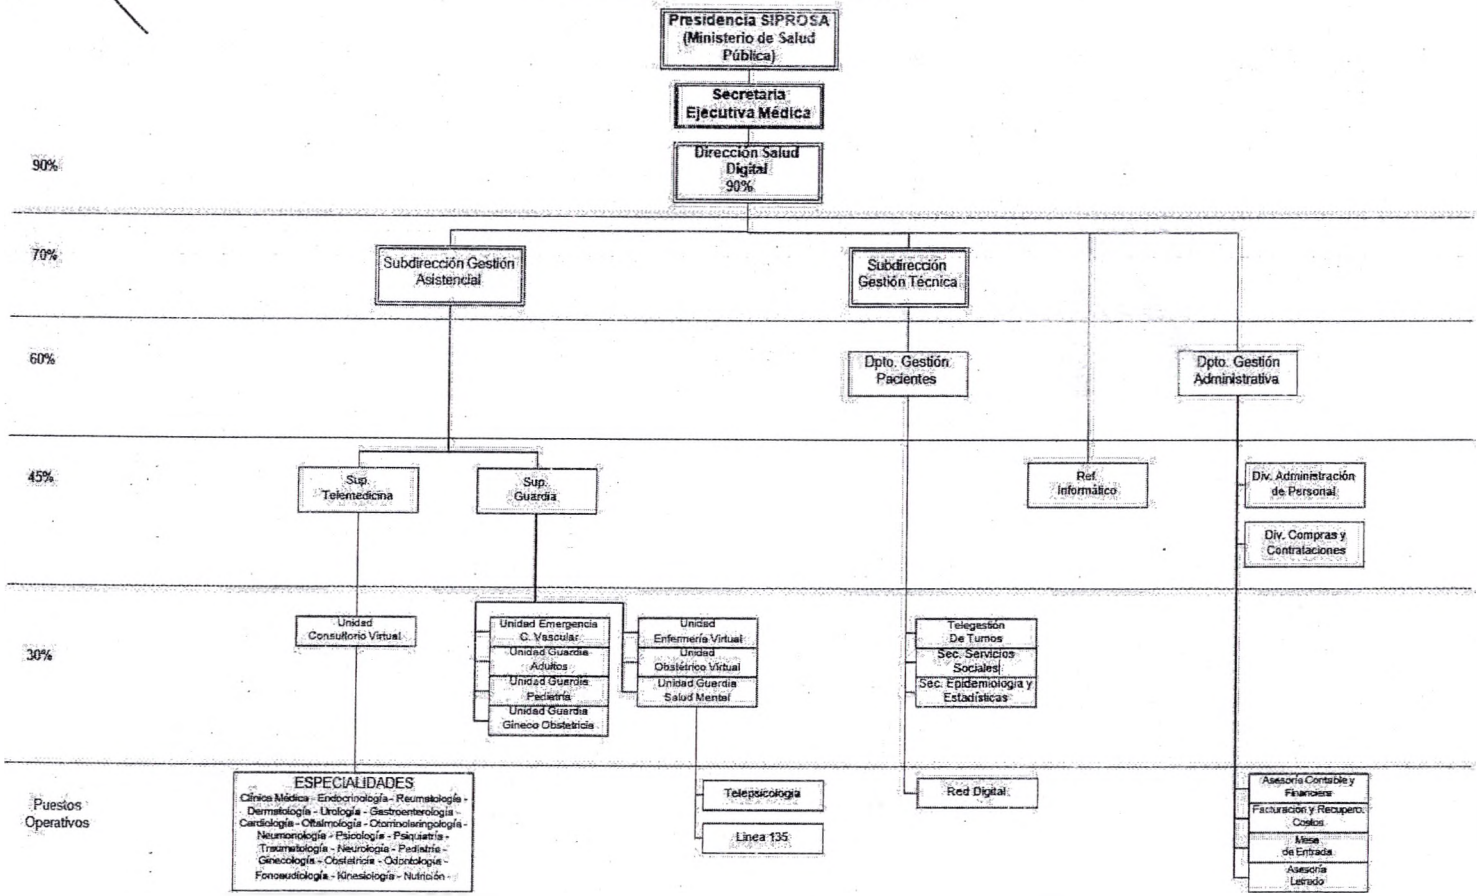 Presidencia SIPROSA
(Ministerio de Salud
Pública)
Secretaria
Ejecutiva Médica
Dirección Salud
Digital
90%
90%
70%
Subdirección Gestión
Asistencial
Subdirección
Gestión Técnica
60%
Dpto. Gestión
Pacientes
Dpto. Gestión
Administrativa
45%
Sup.
Telemedicina
Sup.
Guardia
Ref.
Informático
Div. Administración
de Personal
Div. Compras y
Contrataciones
30%
Unidad
Consultorio Virtual
Unidad Emergencia
C. Vascular
Unidad Guardia
Adultos
Unidad Guardia
Pediatría
Unidad Guardia
Gineco Obstetricia
Unidad
Enfermería Virtual
Unidad
Obstétrico Virtual
Unidad Guardia
Salud Mental
Telegestión
De Turnos
Sec. Servicios
Sociales
Sec. Epidemiología y
Estadísticas
Puestos
Operativos
ESPECIALIDADES
Clínica Médica - Endocrinología - Reumatología -
Dermatología - Urología - Gastroenterología -
Cardiología - Oftalmología - Otorrinolaringología -
Neumonología - Psicología - Psiquiatría -
Traumatología - Neurología - Pediatría -
Ginecología - Obstetricia - Odontología -
Fonoaudiología - Kinesiología - Nutrición -
Telepsicología
Línea 135
Red Digital
Asesoría Contable y
Financiera
Facturación y Recupero.
Costos
Mesa
de Entrada
Asesoría
Letrado